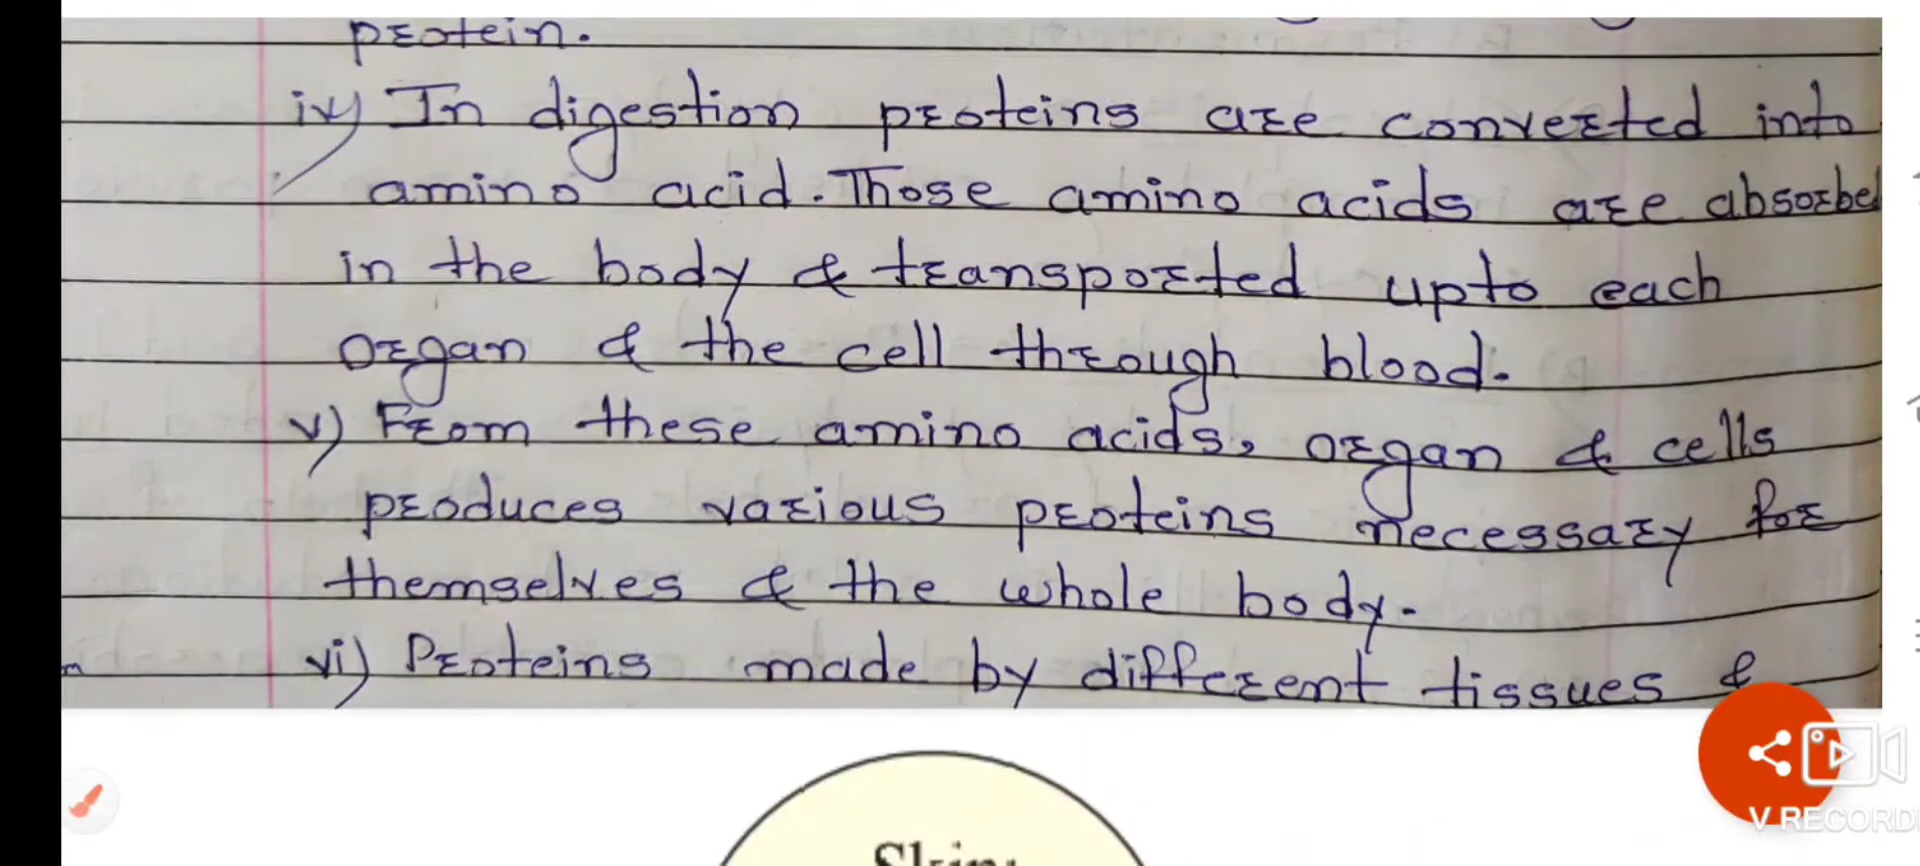 protein.
iv) In digestion proteins are converted into
amino acid. Those amino acids are absorbed
in the body & transported upto each
organ & the cell through blood.
v) From these amino acids, organ & cells
produces various proteins necessary for
themselves & the whole body.
vi) Proteins made by different tissues &
Skin:
V RECORD